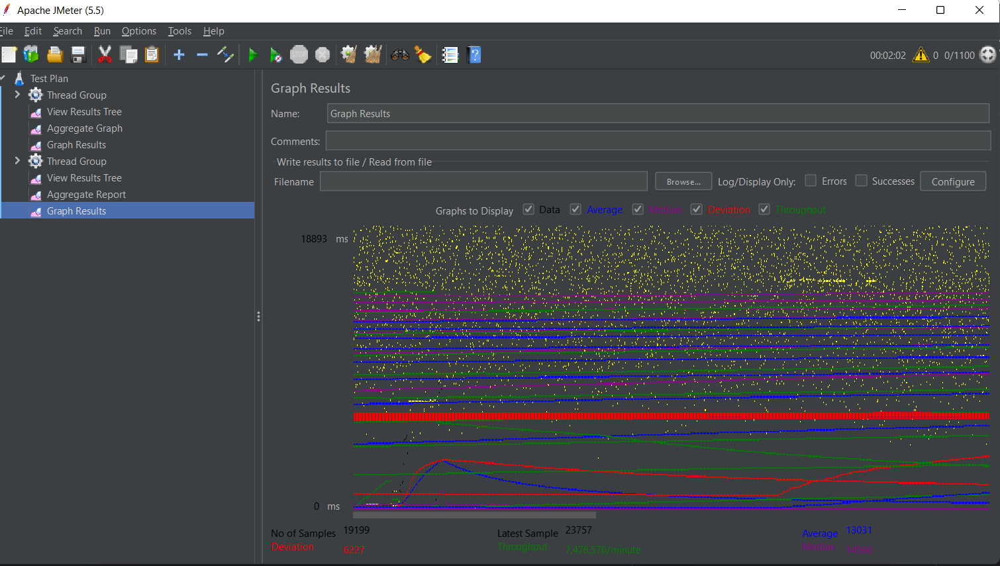 Apache JMeter (5.5)
File Edit Search Run Options Tools Help
STOP
?
00:02:02 0 0/1100
Test Plan
Thread Group
View Results Tree
Aggregate Graph
Graph Results
Thread Group
View Results Tree
Aggregate Report
Graph Results
Graph Results
Name: Graph Results
Comments:
Write results to file / Read from file
Filename Browse... Log/Display Only: Errors Successes Configure
Graphs to Display Data Average Median Deviation Throughput
18893 ms
0 ms
No of Samples 19199 Latest Sample 23757 Average 13031
Deviation 6227 Throughput 7,478.576/minute Median